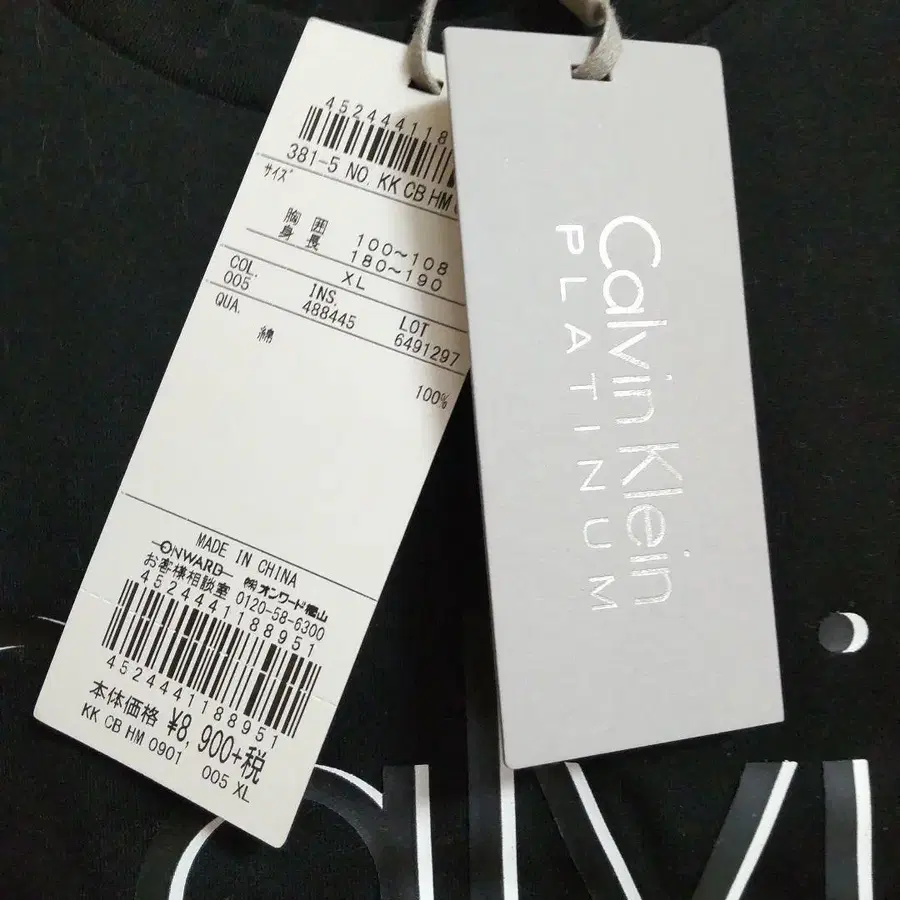 452444118
381-5 NO. KK CB HM
サイズ
胸囲 100~108
身長 180~190
XL
COL. INS. LOT
005 488445 6491297
QUA.
綿 100%
MADE IN CHINA
ONWARD ㈱オンワード樫山
お客様相談室 0120-58-6300
4524441188951
4524441188951
本体価格 ¥8,900+税
KK CB HM 0901 005 XL
Calvin Klein
PLATINUM